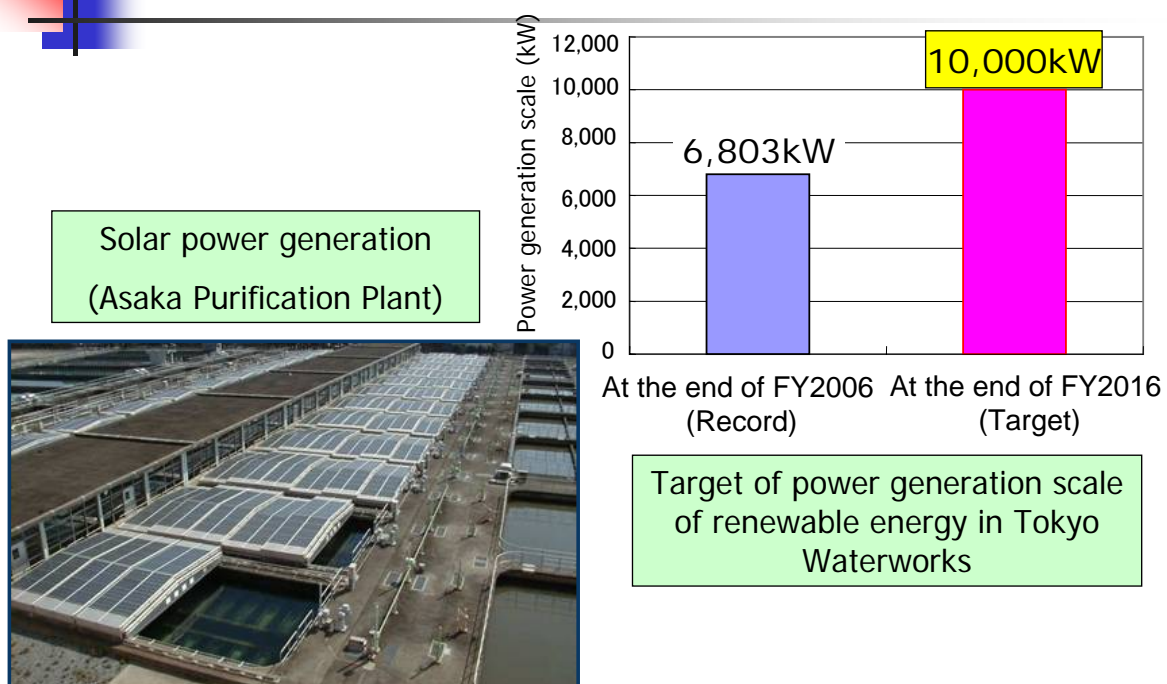 Solar power generation
(Asaka Purification Plant)
Power generation scale (kW)
12,000
10,000
8,000
6,000
4,000
2,000
0
6,803kW
10,000kW
At the end of FY2006
(Record)
At the end of FY2016
(Target)
Target of power generation scale
of renewable energy in Tokyo
Waterworks